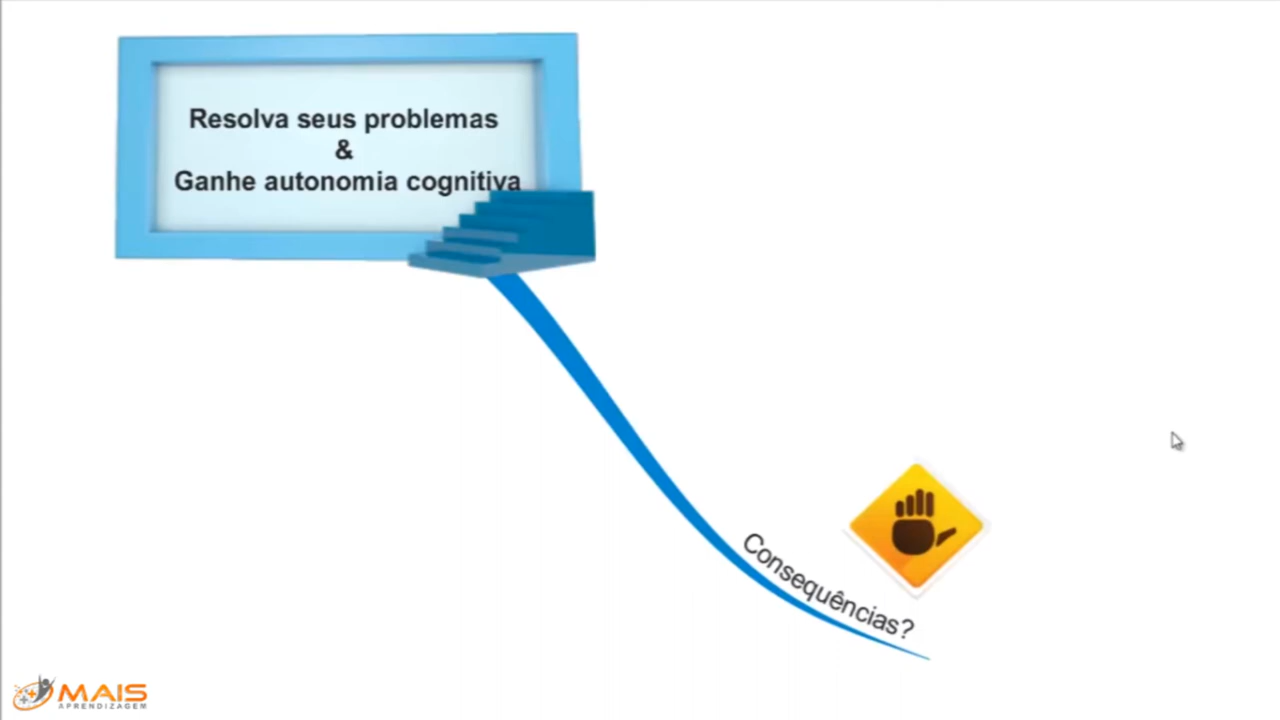 Resolva seus problemas
&
Ganhe autonomia cognitiva
Consequências?
MAIS
APRENDIZAGEM